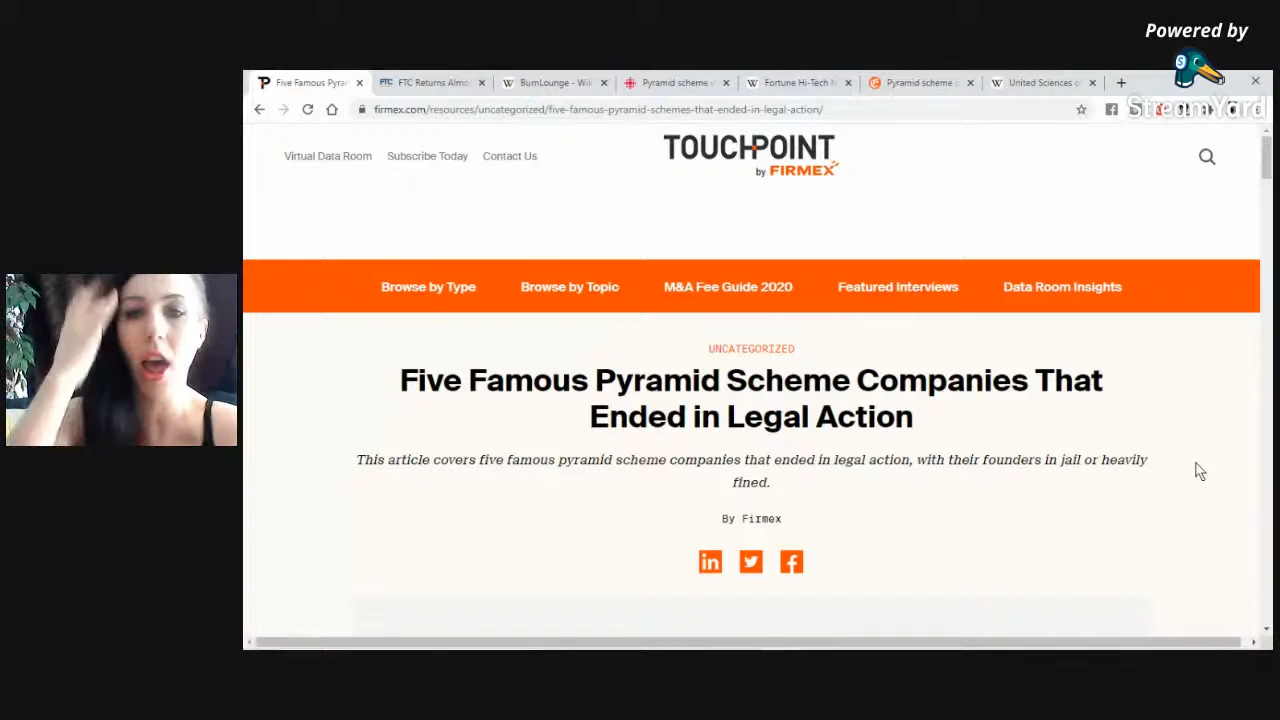 Powered by
StreamYard
Five Famous Pyra
FTC Returns Almo
BurnLounge - Wi
Pyramid scheme
Fortune Hi-Tech
Pyramid scheme
United Sciences o
firmex.com/resources/uncategorized/five-famous-pyramid-schemes-that-ended-in-legal-action/
Virtual Data Room
Subscribe Today
Contact Us
TOUCHPOINT
by FIRMEX
Browse by Type
Browse by Topic
M&A Fee Guide 2020
Featured Interviews
Data Room Insights
UNCATEGORIZED
Five Famous Pyramid Scheme Companies That
Ended in Legal Action
This article covers five famous pyramid scheme companies that ended in legal action, with their founders in jail or heavily
fined.
By Firmex